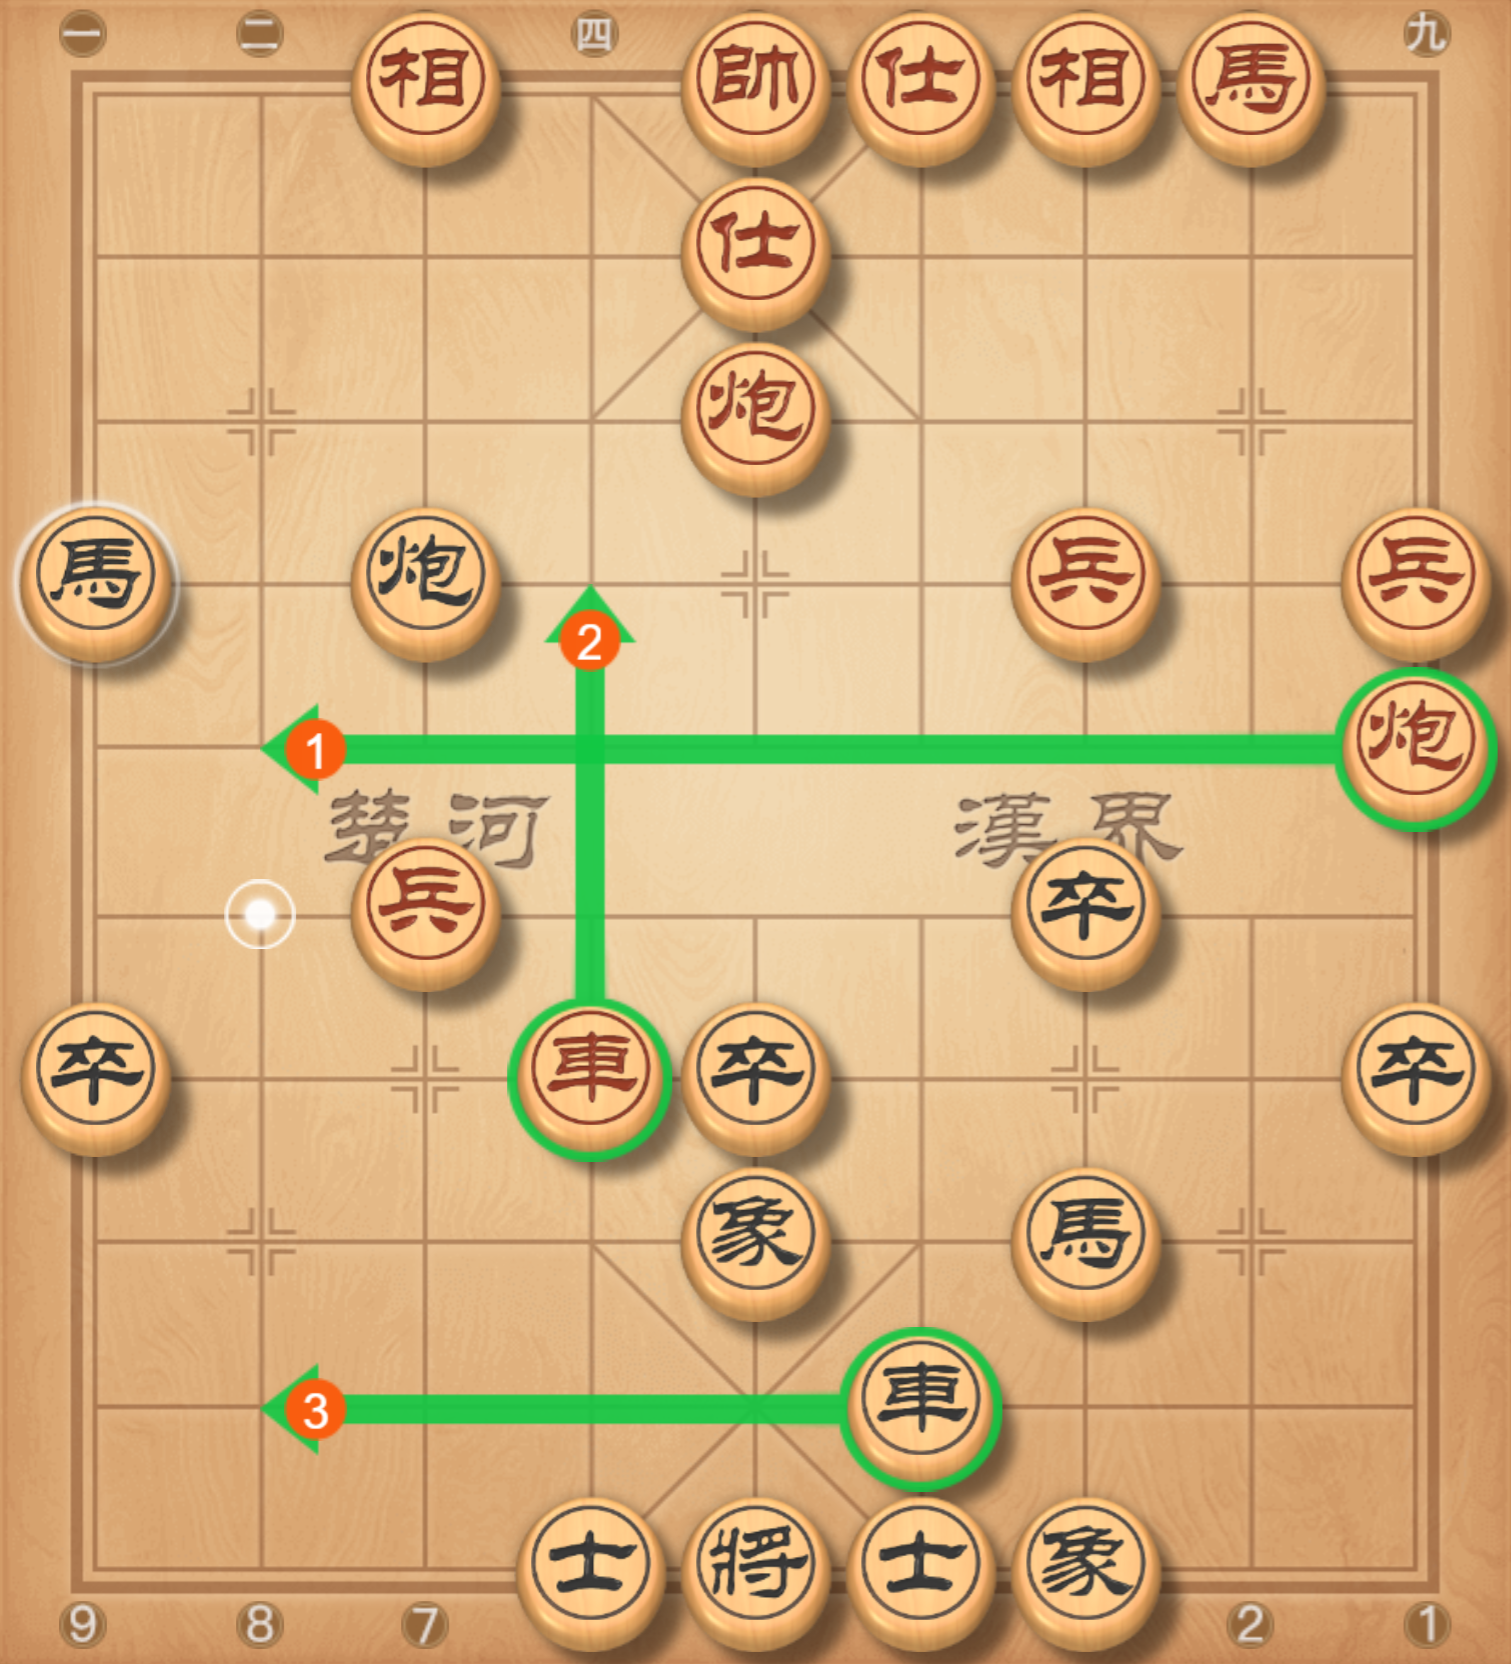 一 二 相 四 帥 仕 相 馬 九
仕
炮
馬 炮 兵 兵
2
1 炮
楚 河 漢 界
兵 卒
卒 車 卒 卒
象 馬
3 車
士 將 士 象
9 8 7 2 1